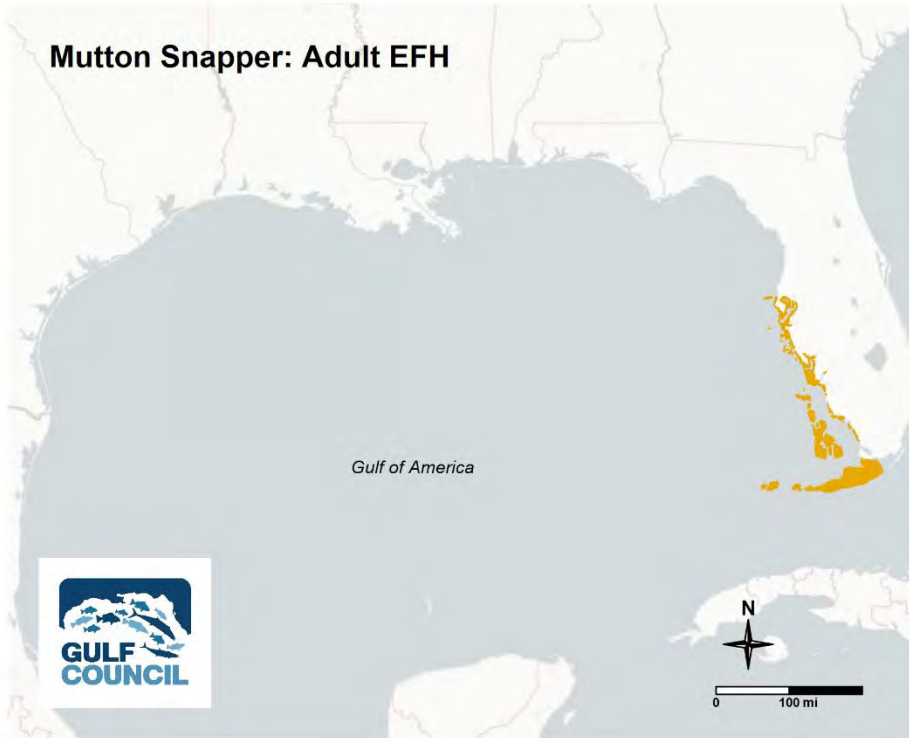 Mutton Snapper: Adult EFH
Gulf of America
GULF
COUNCIL
N
0 100 mi